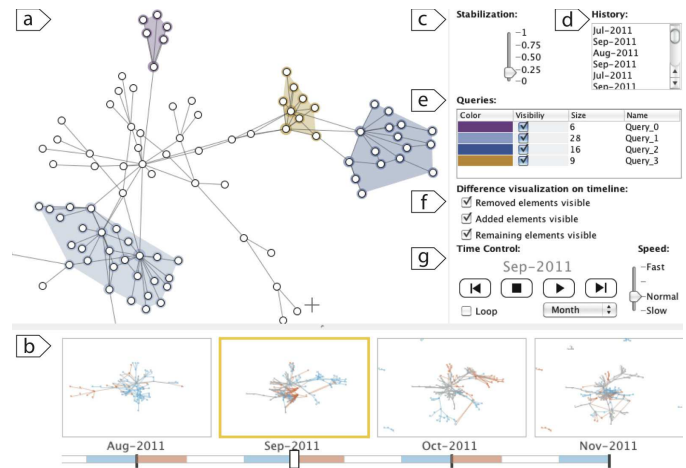 a
c
Stabilization:
1
0.75
0.50
0.25
0
d
History:
Jul-2011
Sep-2011
Aug-2011
Sep-2011
Jul-2011
Sep-2011
e
Queries:
Color Visibiliy Size Name
6 Query_0
28 Query_1
16 Query_2
9 Query_3
f
Difference visualization on timeline:
Removed elements visible
Added elements visible
Remaining elements visible
g
Time Control: Speed:
Sep-2011
Fast
Normal
Slow
Loop Month
b
Aug-2011 Sep-2011 Oct-2011 Nov-2011